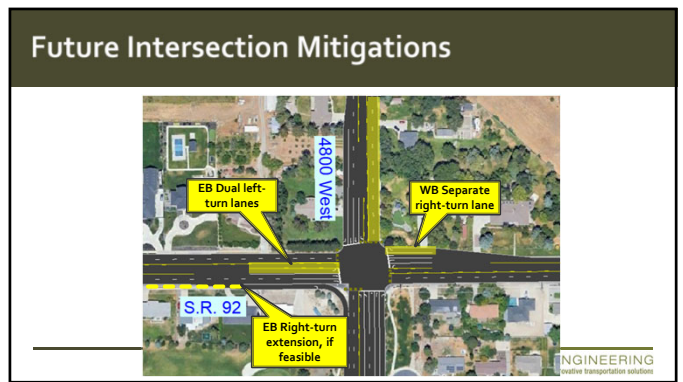 Future Intersection Mitigations
4800 West
EB Dual left-
turn lanes
WB Separate
right-turn lane
S.R. 92
EB Right-turn
extension, if
feasible
NGINEERING
ovative transportation solutions